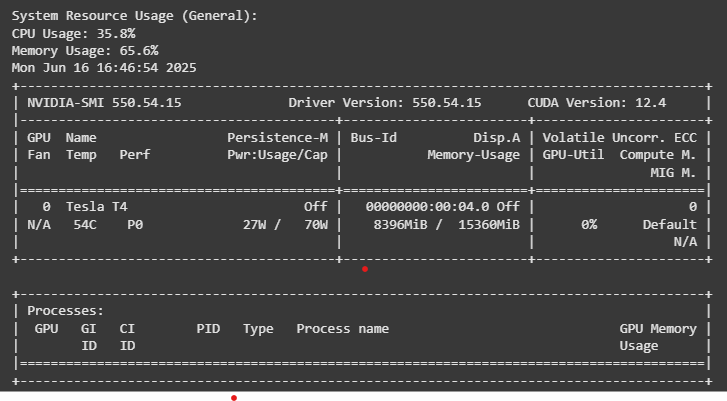 System Resource Usage (General):
CPU Usage: 35.8%
Memory Usage: 65.6%
Mon Jun 16 16:46:54 2025
+-----------------------------------------------------------------------------------------+
| NVIDIA-SMI 550.54.15              Driver Version: 550.54.15      CUDA Version: 12.4     |
|-----------------------------------------+------------------------+----------------------+
| GPU  Name                 Persistence-M | Bus-Id          Disp.A | Volatile Uncorr. ECC |
| Fan  Temp   Perf          Pwr:Usage/Cap |           Memory-Usage | GPU-Util  Compute M. |
|                                         |                        |               MIG M. |
|=========================================+========================+======================|
|   0  Tesla T4                       Off |   00000000:00:04.0 Off |                    0 |
| N/A   54C    P0              27W /  70W |    8396MiB /  15360MiB |      0%      Default |
|                                         |                        |                  N/A |
+-----------------------------------------+------------------------+----------------------+
+-----------------------------------------------------------------------------------------+
| Processes:                                                                              |
|  GPU   GI   CI        PID   Type   Process name                              GPU Memory |
|        ID   ID                                                               Usage      |
|=========================================================================================|
+-----------------------------------------------------------------------------------------+